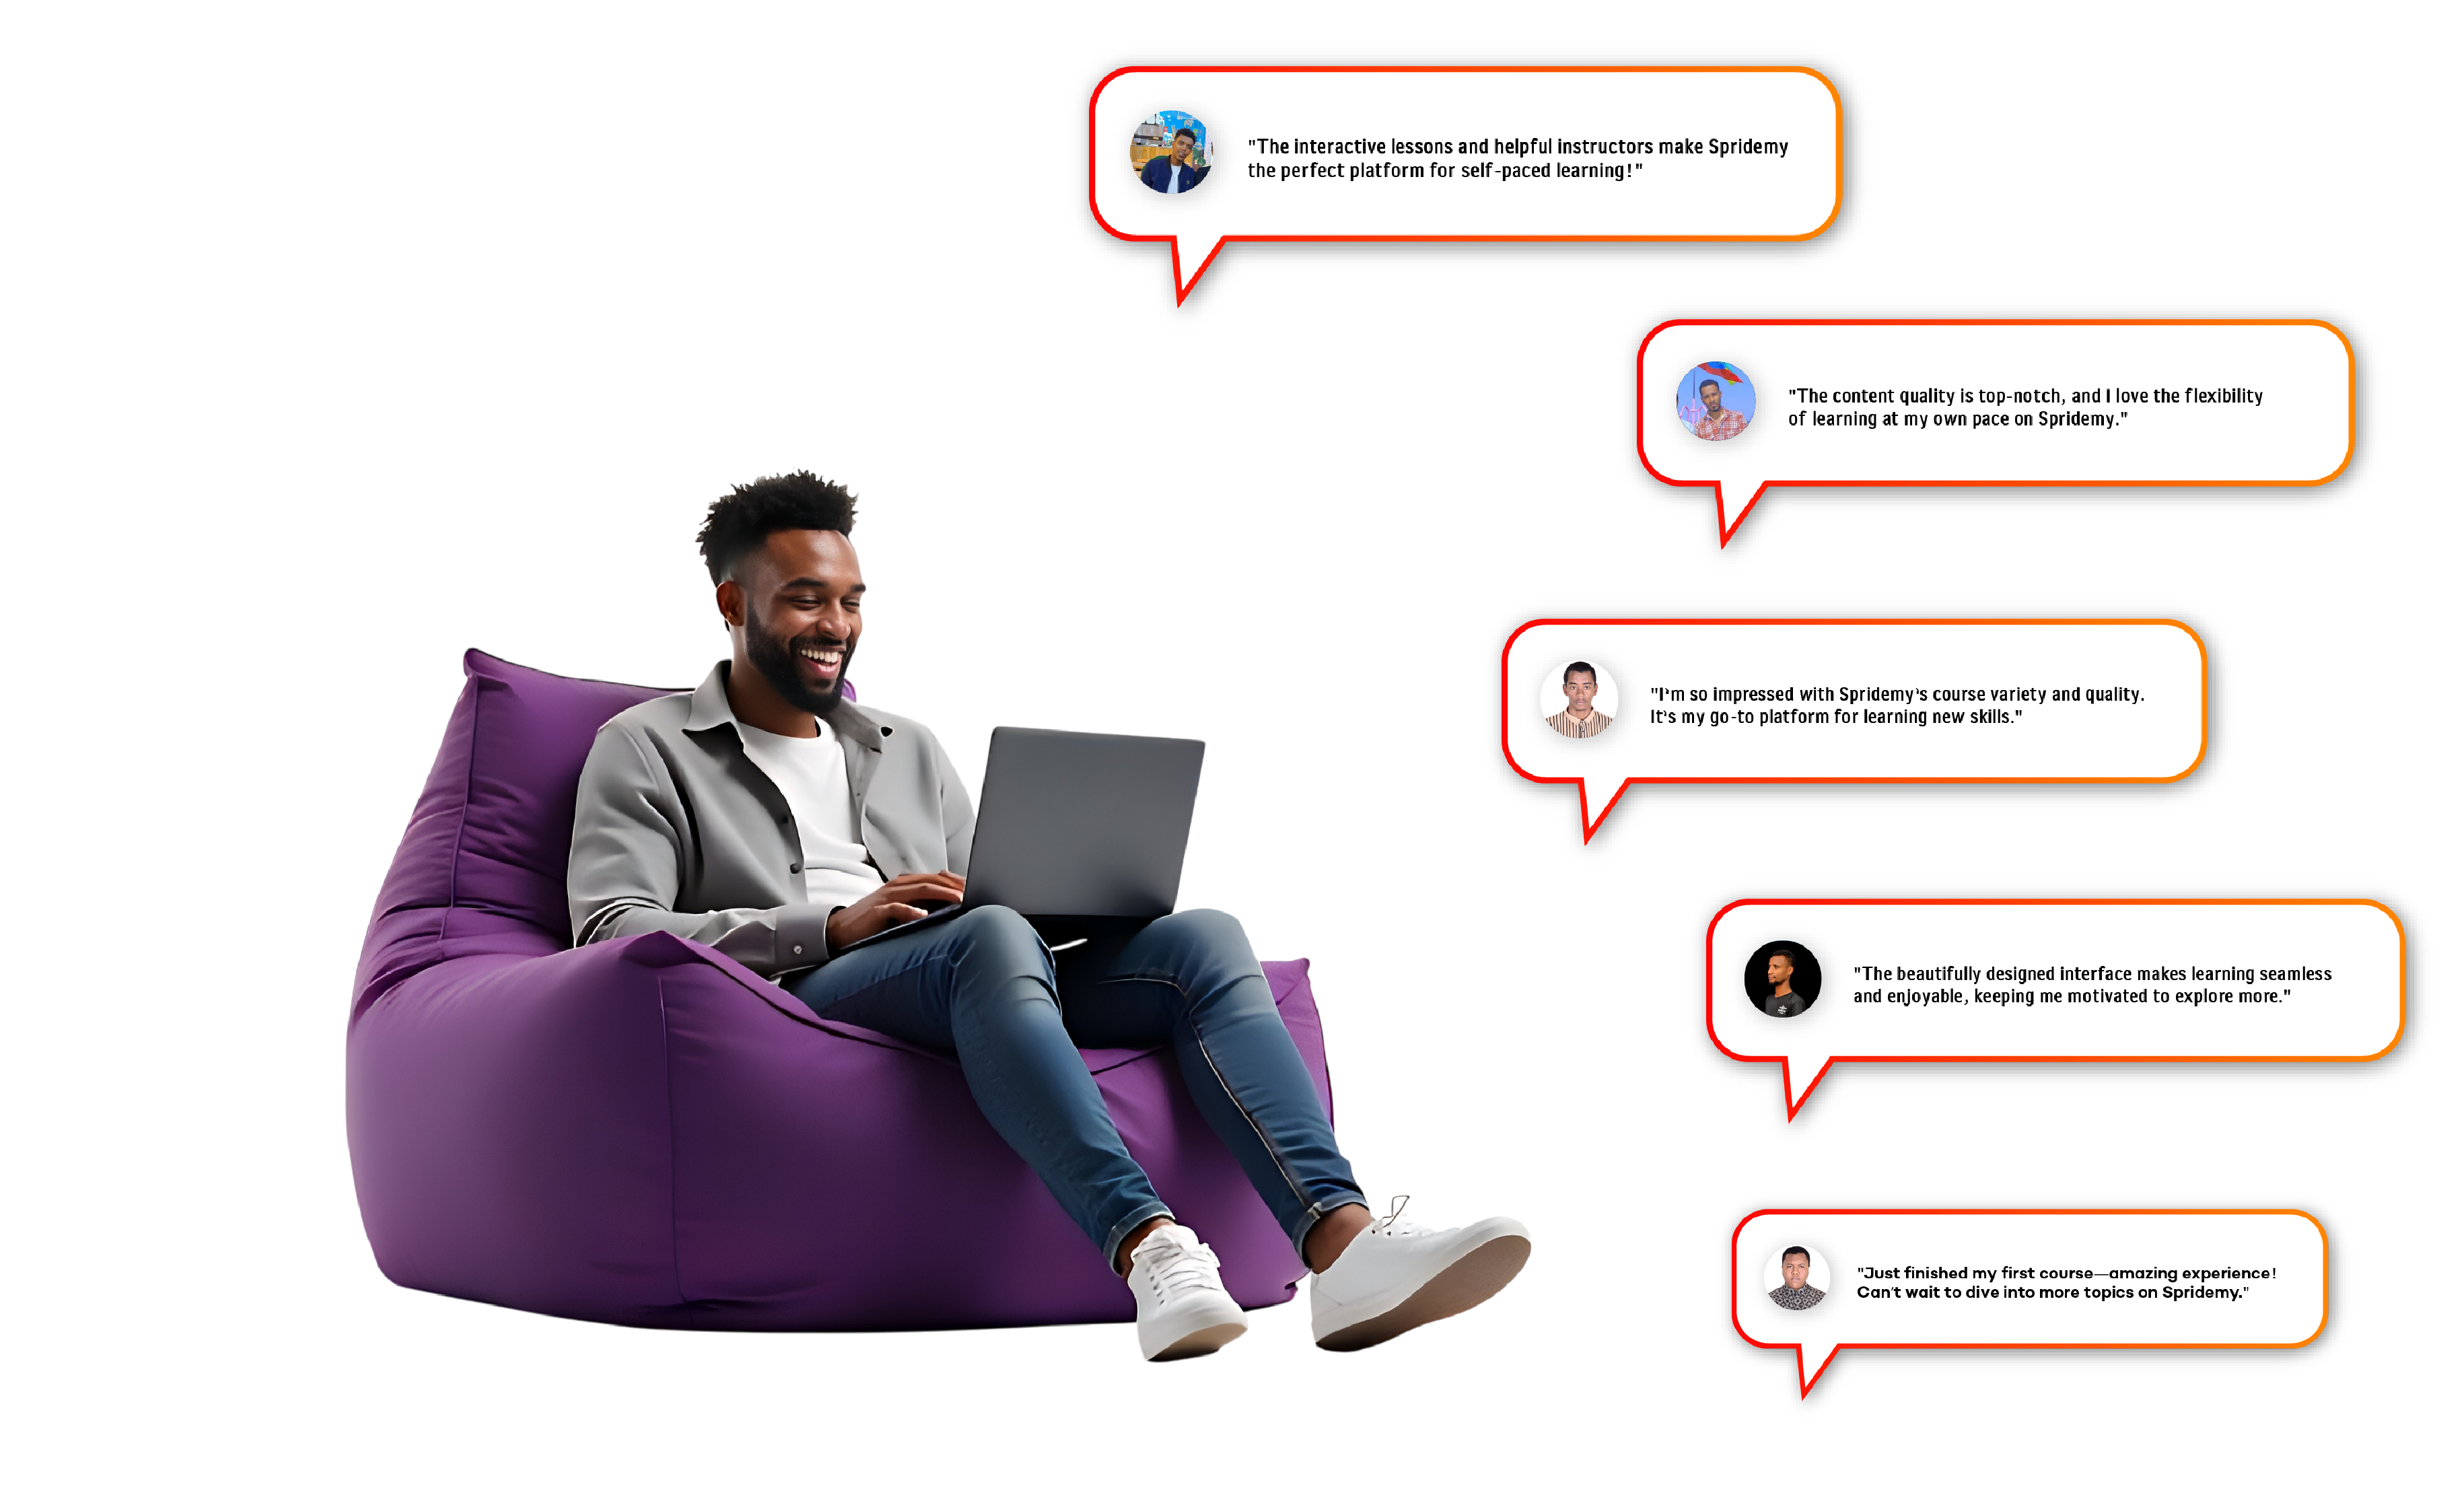 "The interactive lessons and helpful instructors make Spridemy
the perfect platform for self-paced learning!"
"The content quality is top-notch, and I love the flexibility
of learning at my own pace on Spridemy."
"I'm so impressed with Spridemy's course variety and quality.
It's my go-to platform for learning new skills."
"The beautifully designed interface makes learning seamless
and enjoyable, keeping me motivated to explore more."
"Just finished my first course—amazing experience!
Can't wait to dive into more topics on Spridemy."